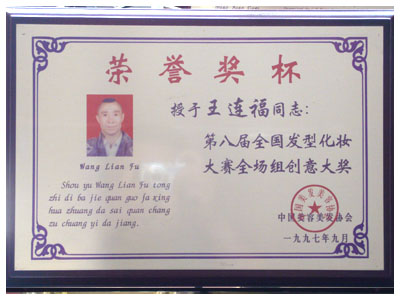 荣誉奖杯
授于王连福同志:
Wang Lian Fu
第八届全国发型化妆
大赛全场组创意大奖
Shou yu Wang Lian Fu tong
zhi di ba jie quan guo fa xing
hua zhuang da sai quan chang
zu chuang yi da jiang.
中国美容美发协会
一九九七年九月